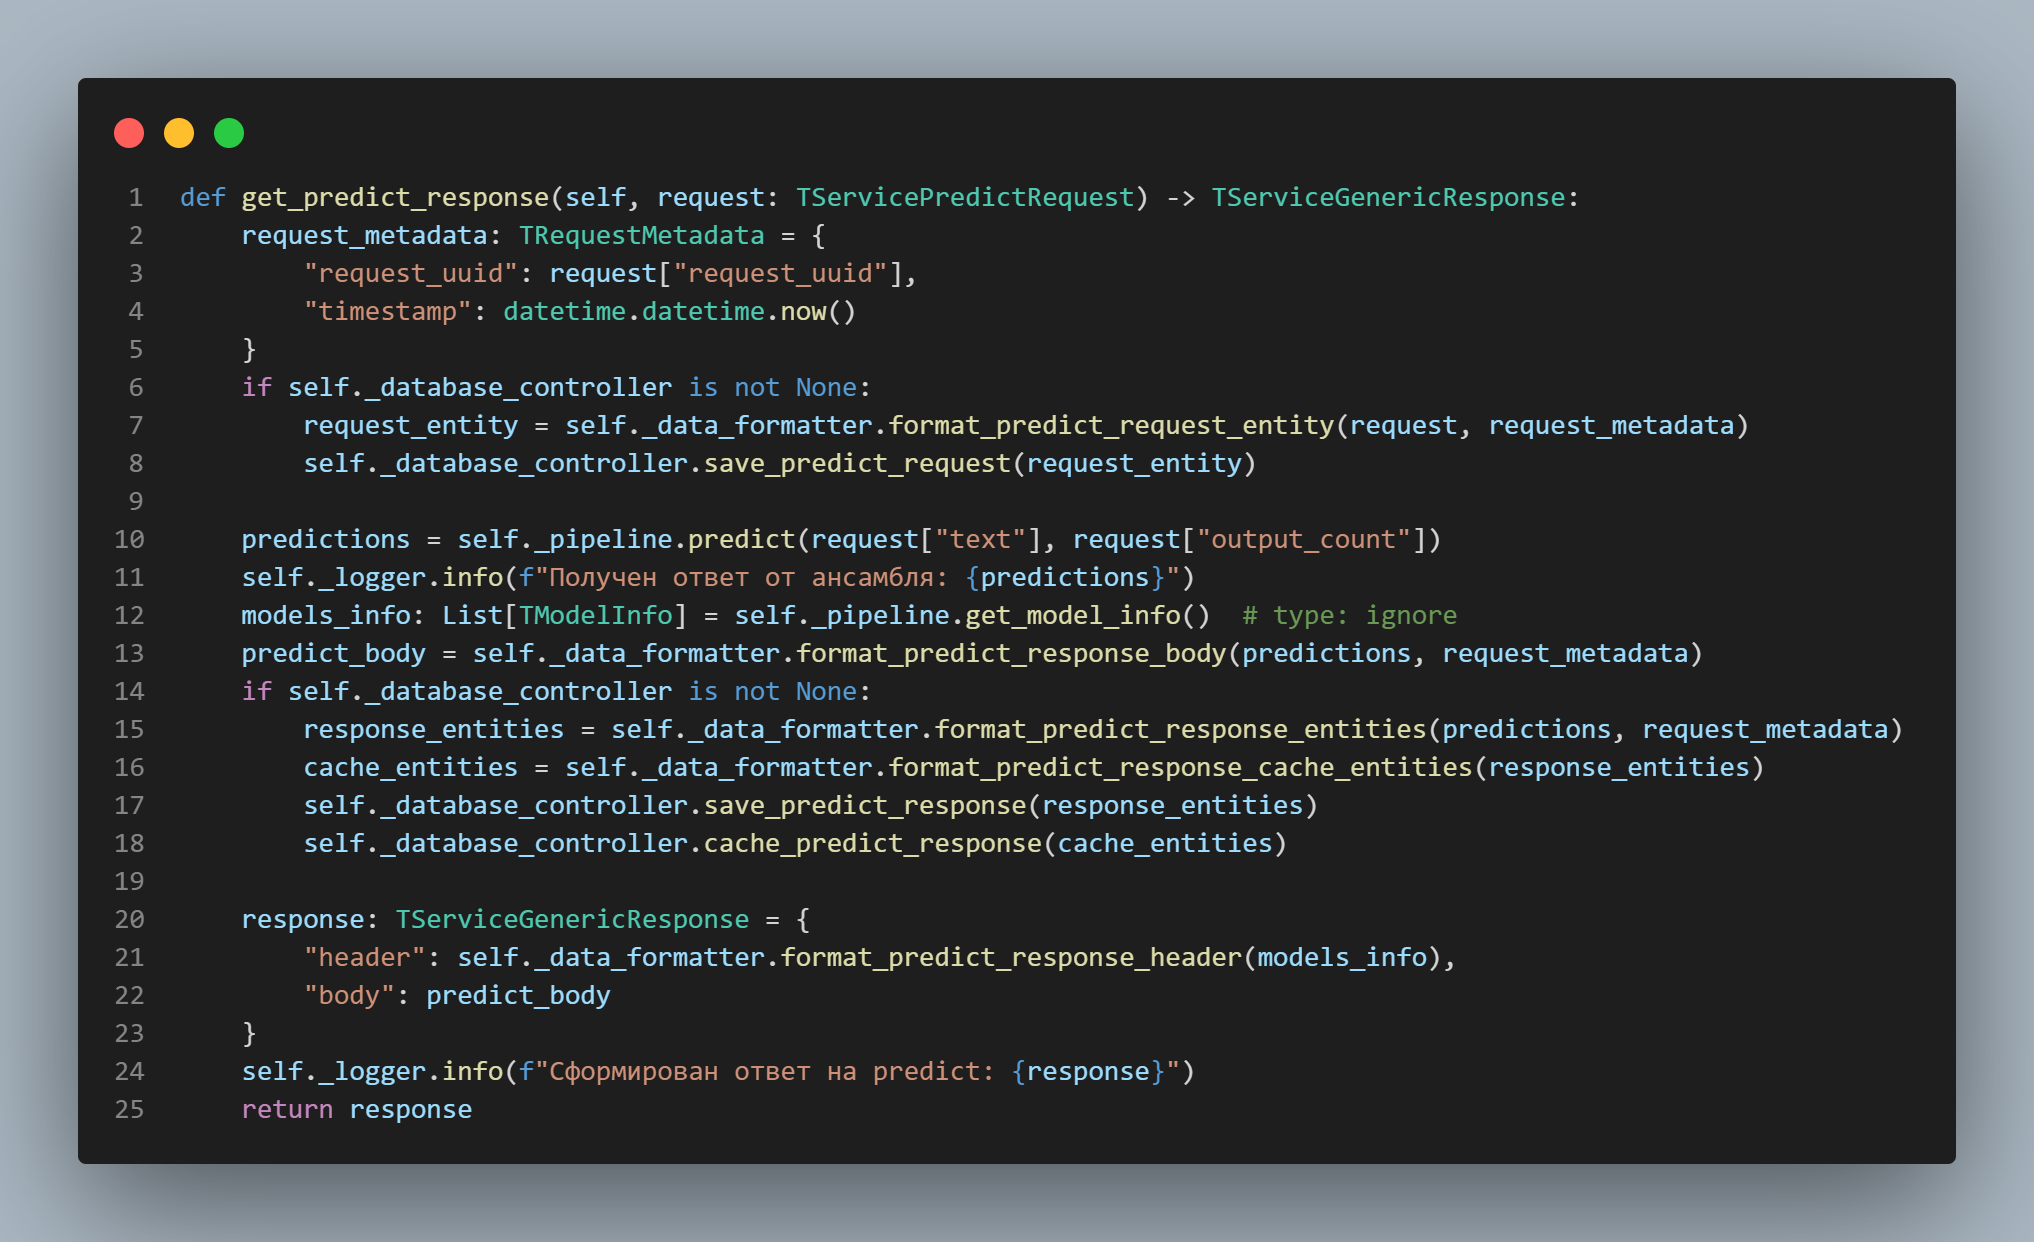 1 def get_predict_response(self, request: TServicePredictRequest) -> TServiceGenericResponse:
2     request_metadata: TRequestMetadata = {
3         "request_uuid": request["request_uuid"],
4         "timestamp": datetime.datetime.now()
5     }
6     if self._database_controller is not None:
7         request_entity = self._data_formatter.format_predict_request_entity(request, request_metadata)
8         self._database_controller.save_predict_request(request_entity)
9
10     predictions = self._pipeline.predict(request["text"], request["output_count"])
11     self._logger.info(f"Получен ответ от ансамбля: {predictions}")
12     models_info: List[TModelInfo] = self._pipeline.get_model_info()  # type: ignore
13     predict_body = self._data_formatter.format_predict_response_body(predictions, request_metadata)
14     if self._database_controller is not None:
15         response_entities = self._data_formatter.format_predict_response_entities(predictions, request_metadata)
16         cache_entities = self._data_formatter.format_predict_response_cache_entities(response_entities)
17         self._database_controller.save_predict_response(response_entities)
18         self._database_controller.cache_predict_response(cache_entities)
19
20     response: TServiceGenericResponse = {
21         "header": self._data_formatter.format_predict_response_header(models_info),
22         "body": predict_body
23     }
24     self._logger.info(f"Сформирован ответ на predict: {response}")
25     return response